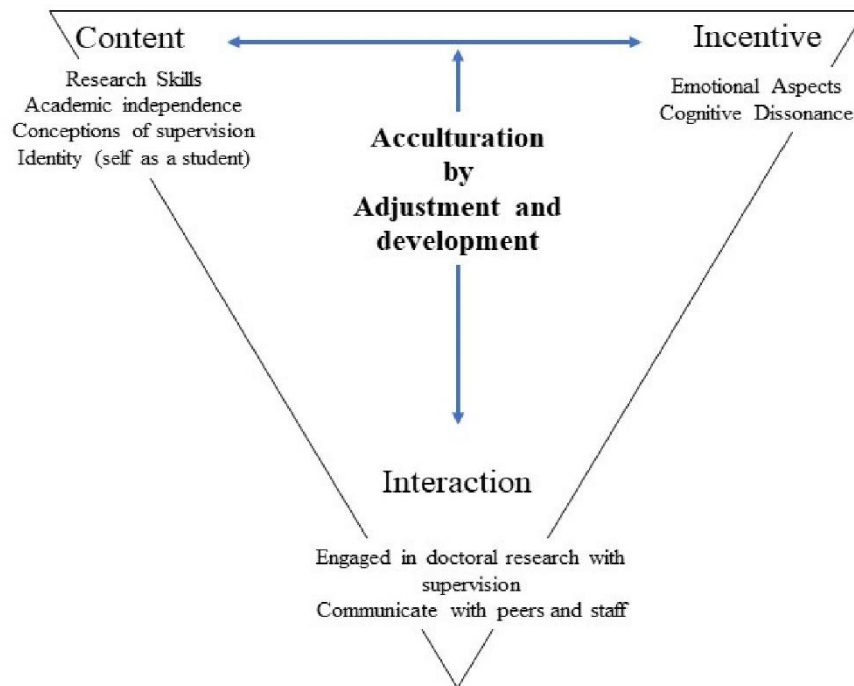 Content
Research Skills
Academic independence
Conceptions of supervision
Identity (self as a student)
Incentive
Emotional Aspects
Cognitive Dissonance
Acculturation
by
Adjustment and
development
Interaction
Engaged in doctoral research with
supervision
Communicate with peers and staff